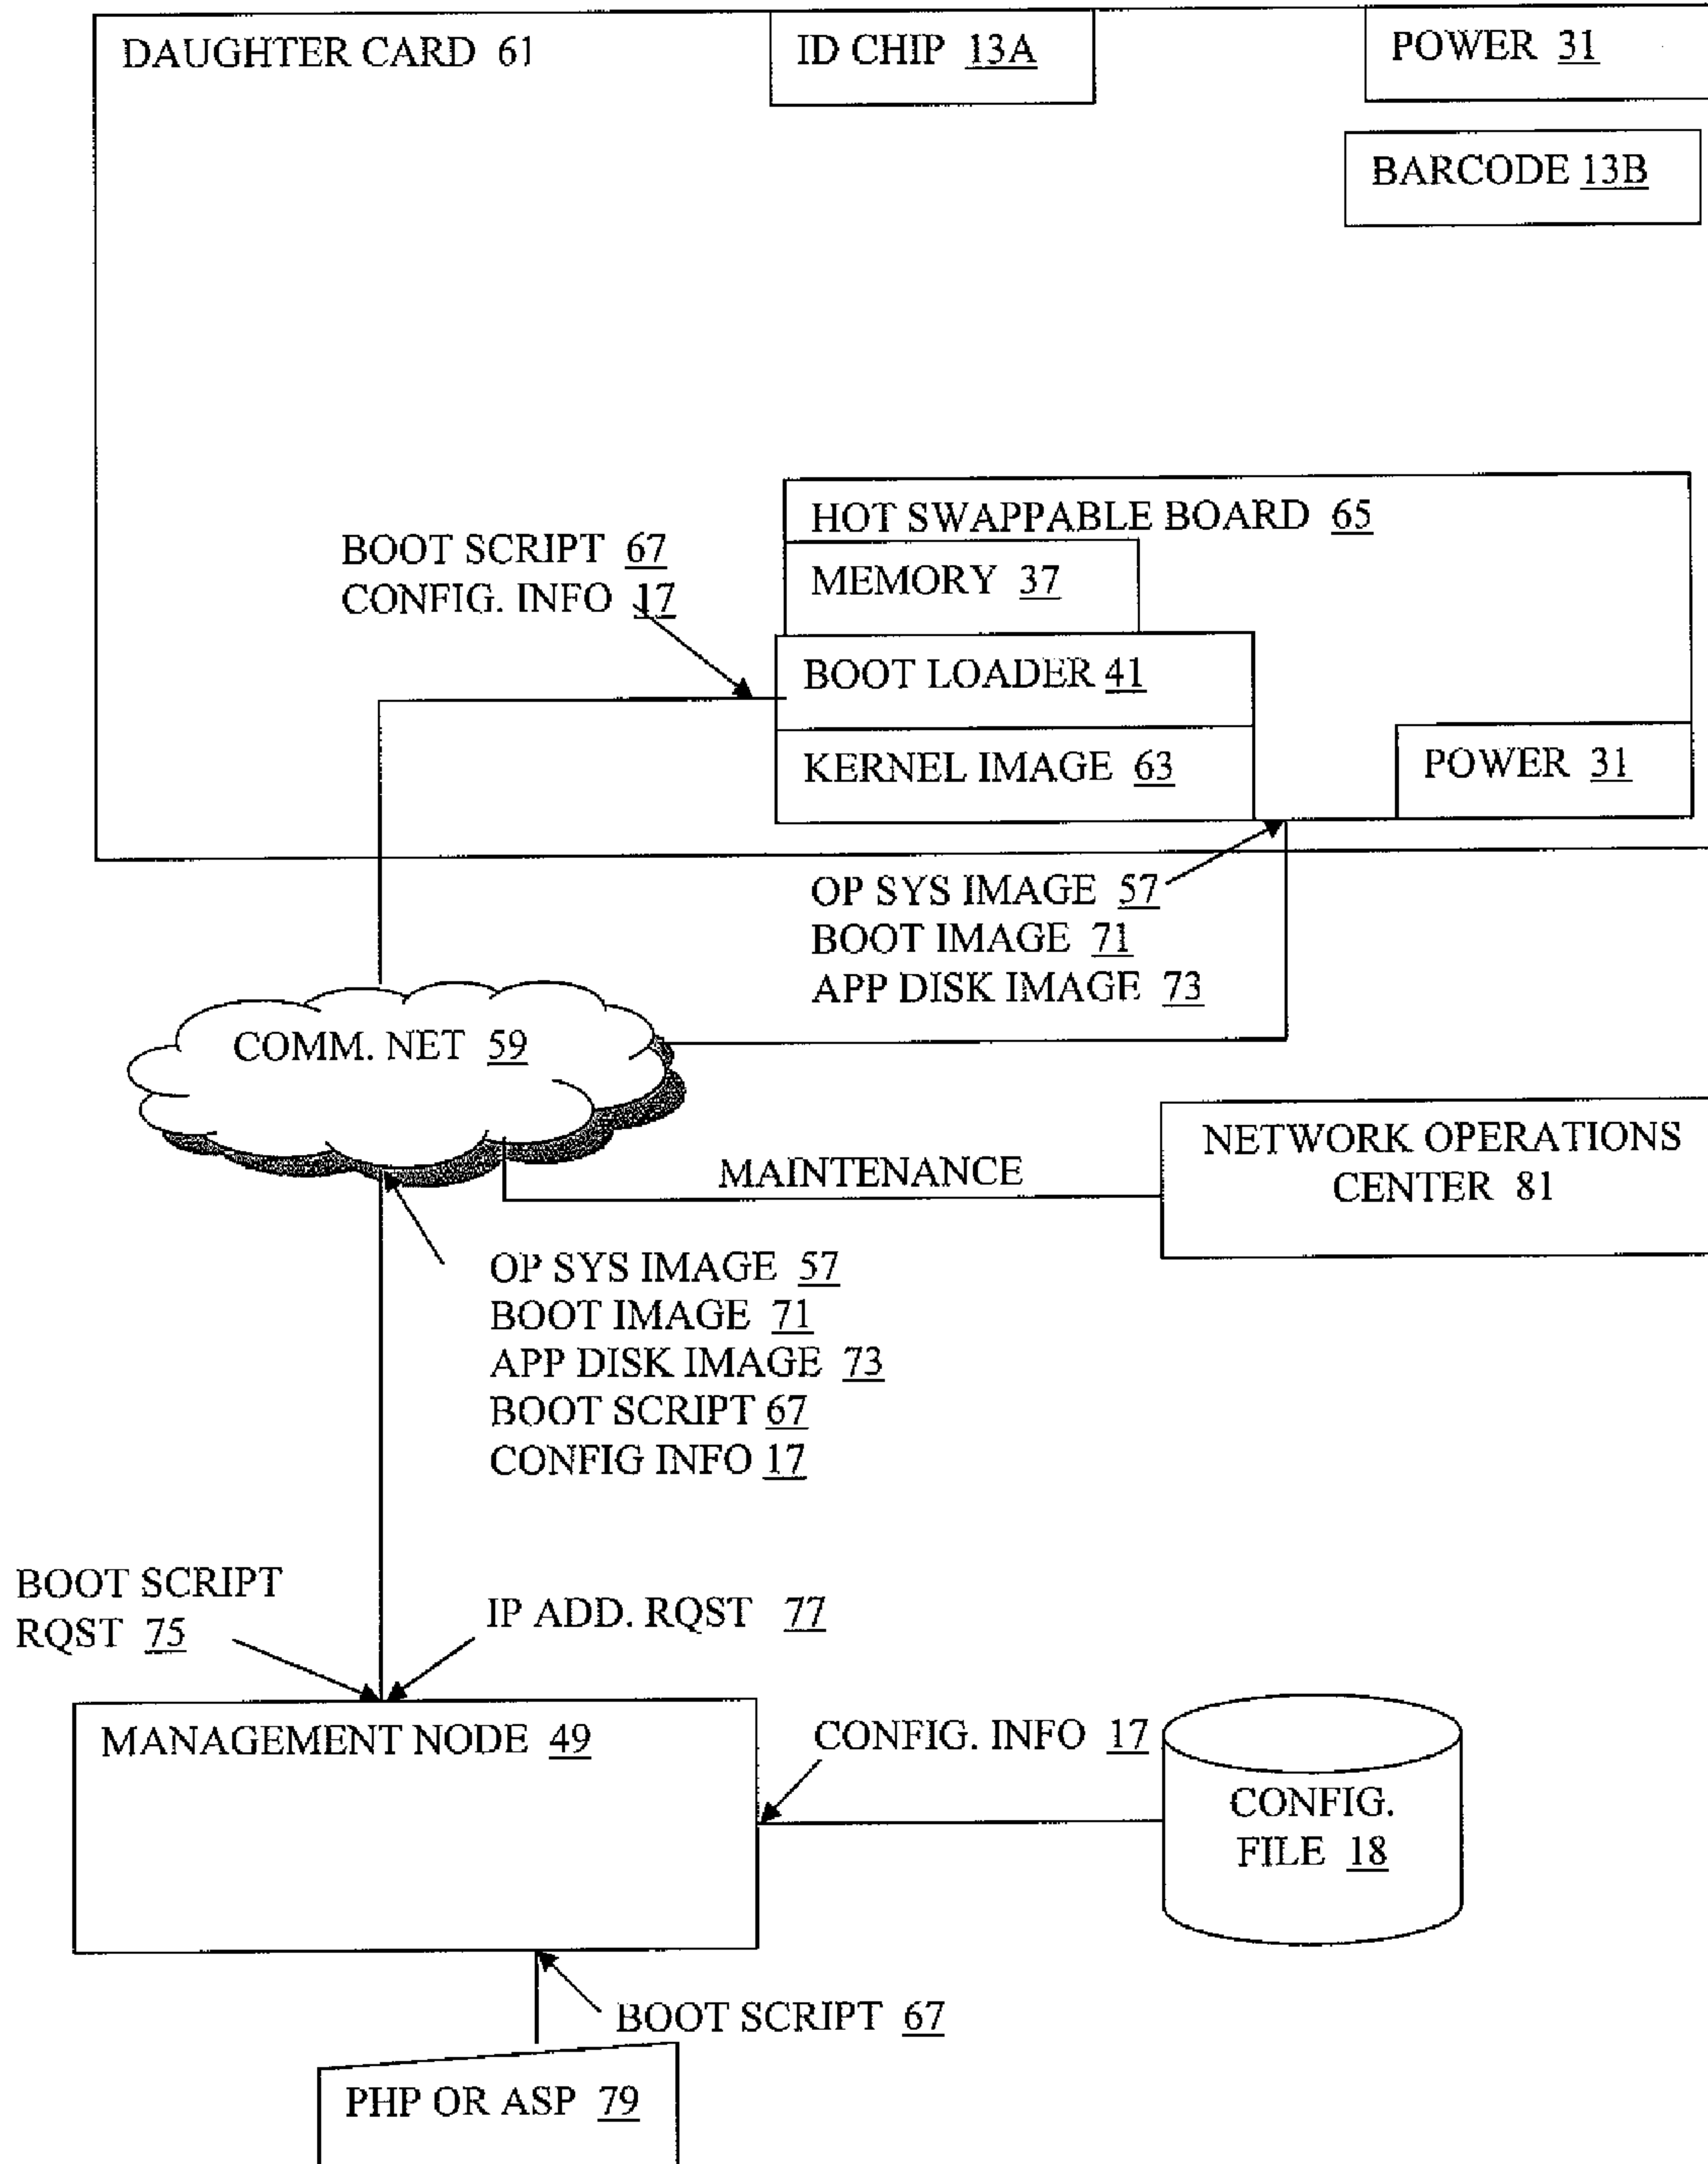 DAUGHTER CARD 61
ID CHIP 13A
POWER 31
BARCODE 13B
HOT SWAPPABLE BOARD 65
BOOT SCRIPT 67
CONFIG. INFO 17
MEMORY 37
BOOT LOADER 41
KERNEL IMAGE 63
POWER 31
OP SYS IMAGE 57
BOOT IMAGE 71
APP DISK IMAGE 73
COMM. NET 59
NETWORK OPERATIONS
CENTER 81
MAINTENANCE
OP SYS IMAGE 57
BOOT IMAGE 71
APP DISK IMAGE 73
BOOT SCRIPT 67
CONFIG INFO 17
BOOT SCRIPT
RQST 75
IP ADD. RQST 77
MANAGEMENT NODE 49
CONFIG. INFO 17
CONFIG.
FILE 18
BOOT SCRIPT 67
PHP OR ASP 79